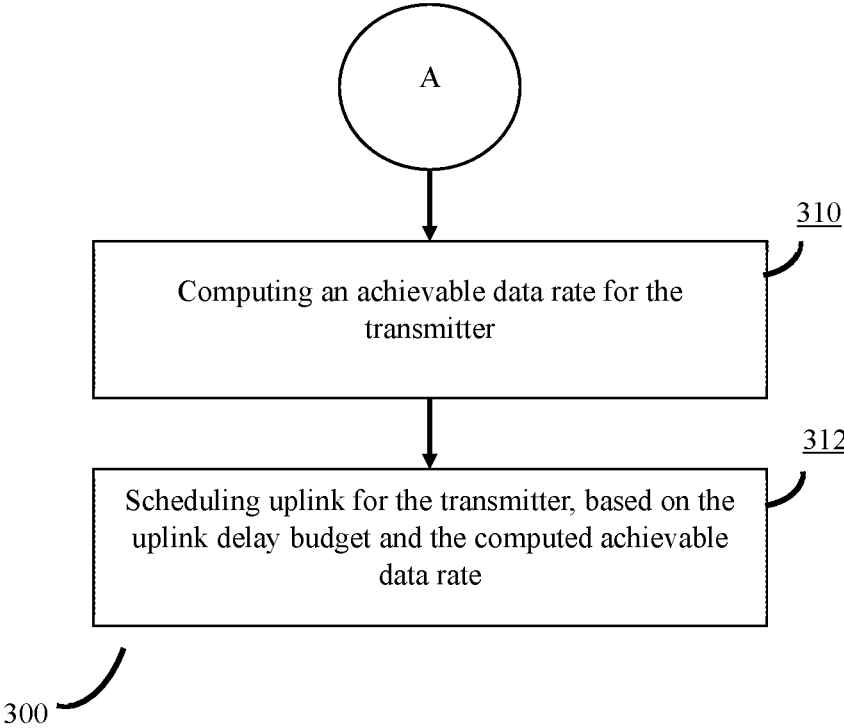 A
310
Computing an achievable data rate for the
transmitter
312
Scheduling uplink for the transmitter, based on the
uplink delay budget and the computed achievable
data rate
300